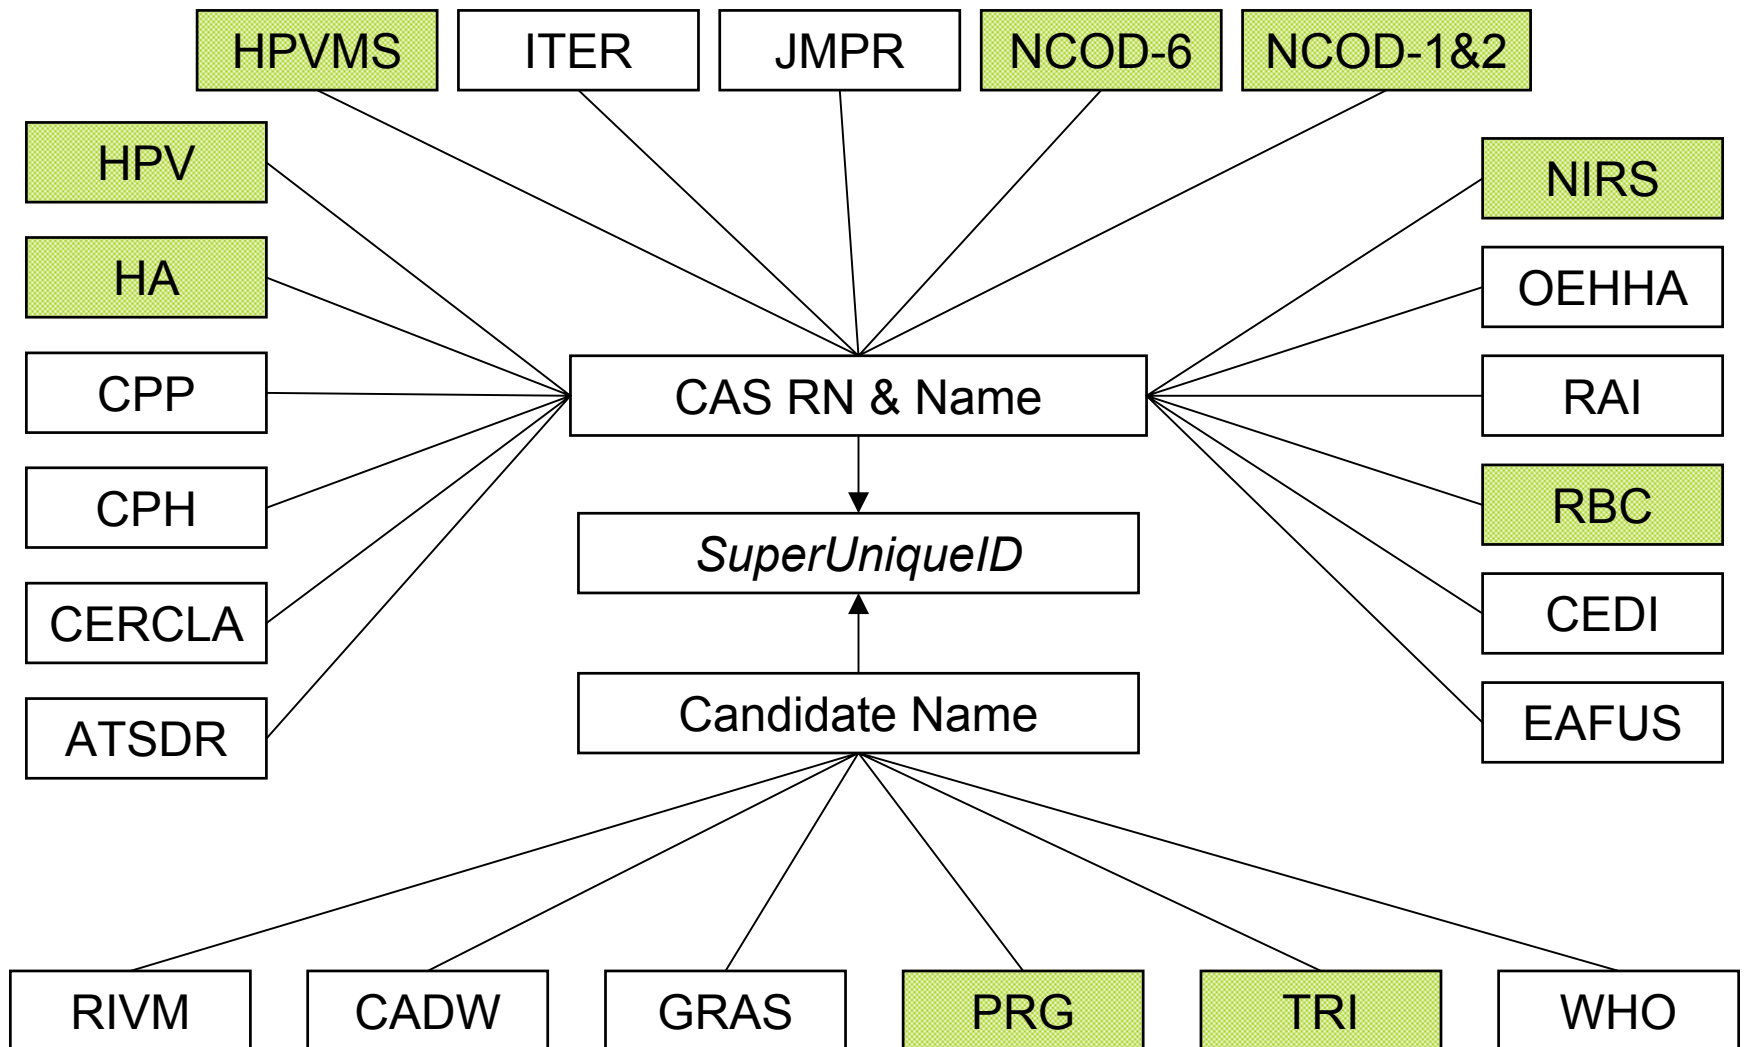 HPVMS
ITER
JMPR
NCOD-6
NCOD-1&2
HPV
HA
CPP
CPH
CERCLA
ATSDR
NIRS
OEHHA
RAI
RBC
CEDI
EAFUS
CAS RN & Name
SuperUniqueID
Candidate Name
RIVM
CADW
GRAS
PRG
TRI
WHO